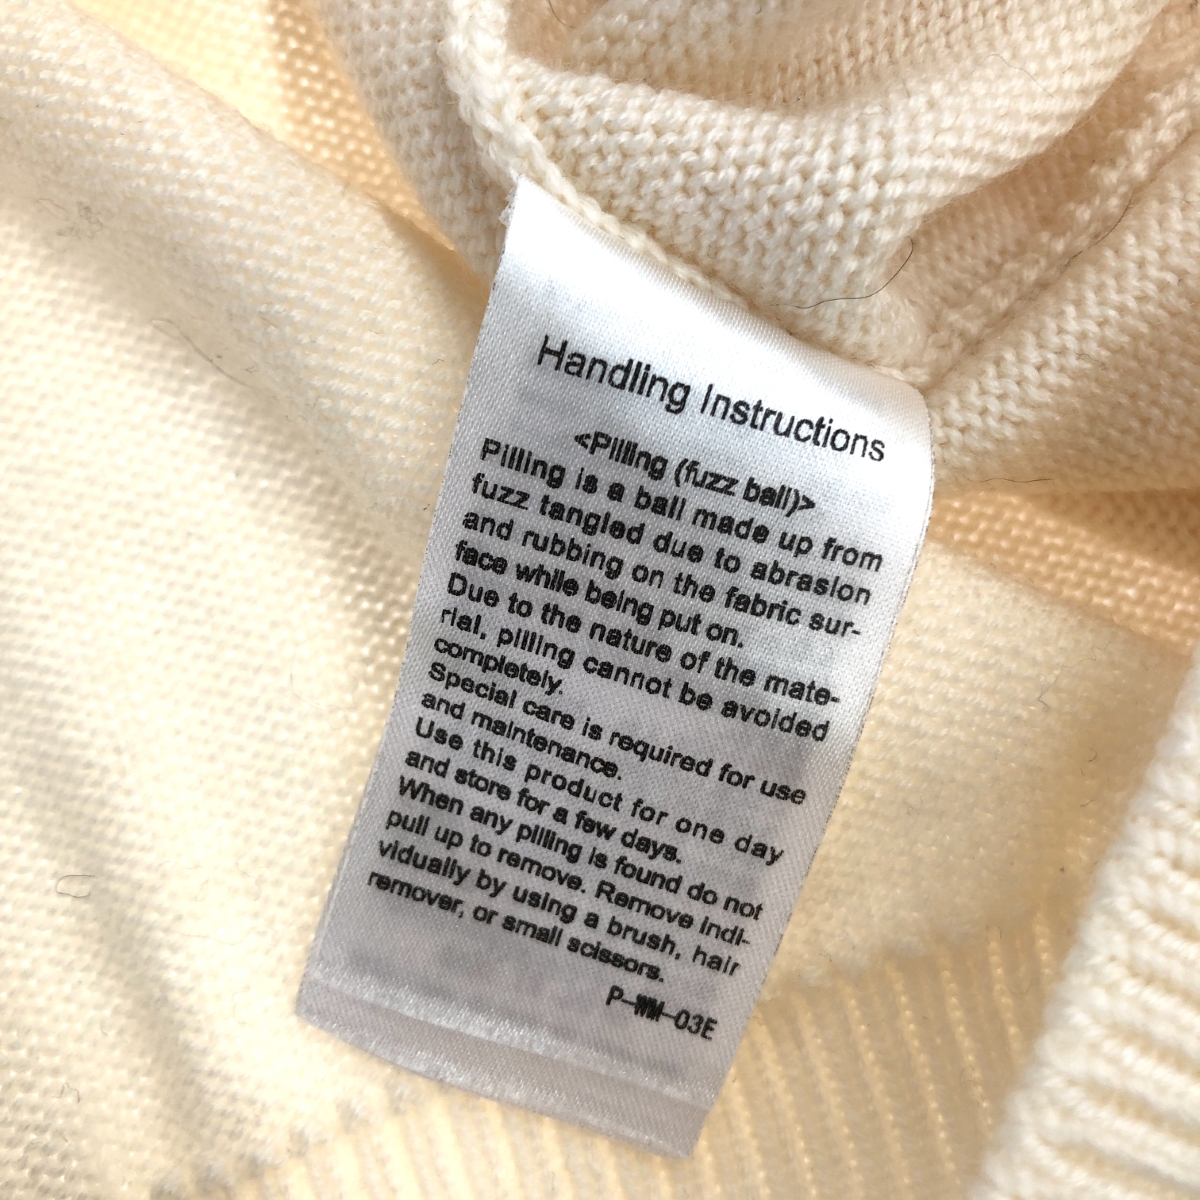 Handling Instructions
<Pilling (fuzz ball)>
Pilling is a ball made up from
fuzz tangled due to abrasion
and rubbing on the fabric sur-
face while being put on.
Due to the nature of the mate-
rial, pilling cannot be avoided
completely.
Special care is required for use
and maintenance.
Use this product for one day
and store for a few days.
When any pilling is found do not
pull up to remove. Remove indi-
vidually by using a brush, hair
remover, or small scissors.
P-WM-03E